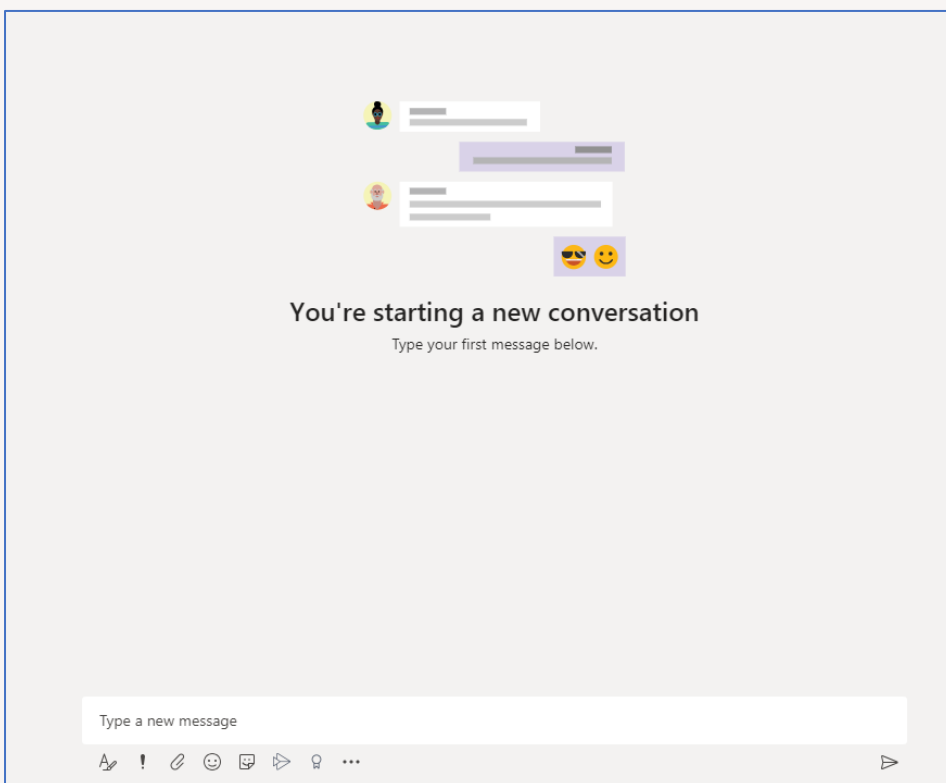 You're starting a new conversation
Type your first message below.
Type a new message